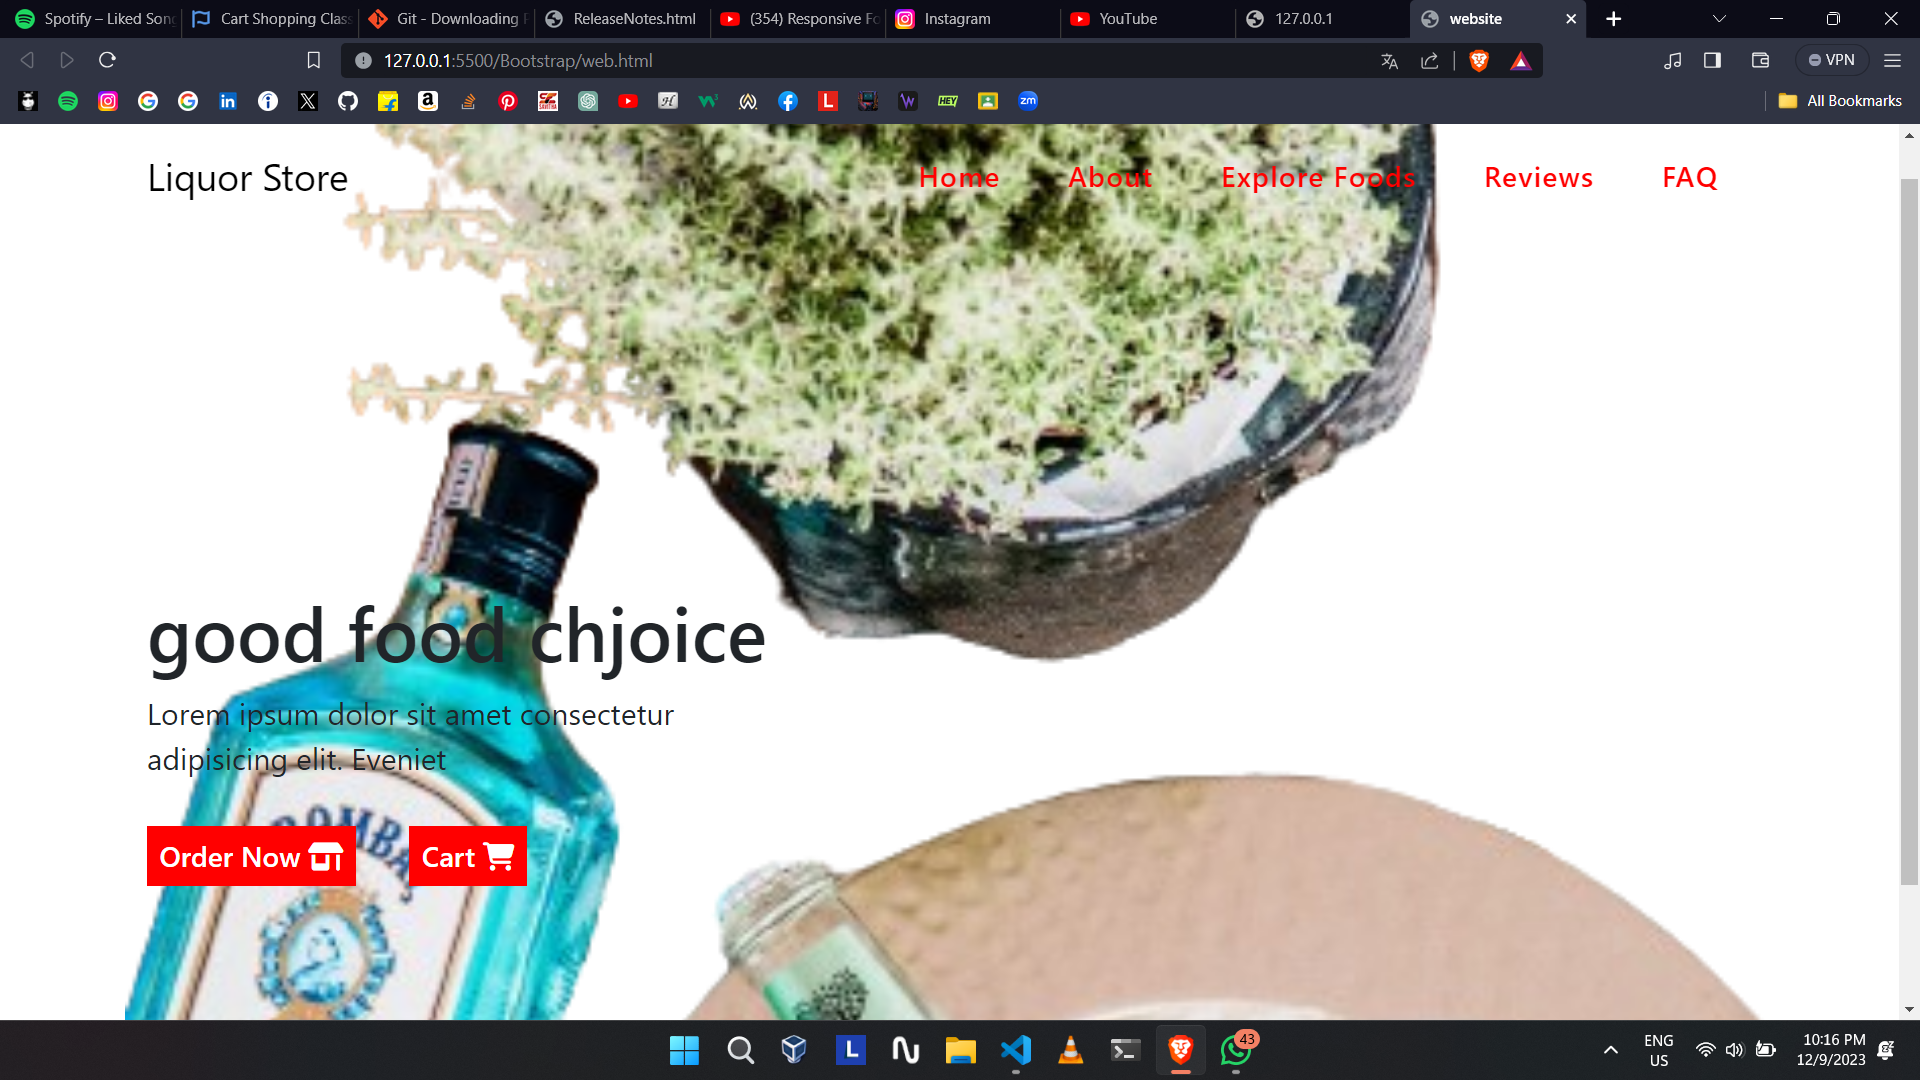 Spotify – Liked Son
Cart Shopping Class
Git - Downloading P
ReleaseNotes.html
(354) Responsive Fo
Instagram
YouTube
127.0.0.1
website
127.0.0.1:5500/Bootstrap/web.html
VPN
All Bookmarks
Liquor Store
Home
About
Explore Foods
Reviews
FAQ
good food chjoice
Lorem ipsum dolor sit amet consectetur
adipisicing elit. Eveniet
OMBA
Order Now
Cart
43
ENG
US
10:16 PM
12/9/2023